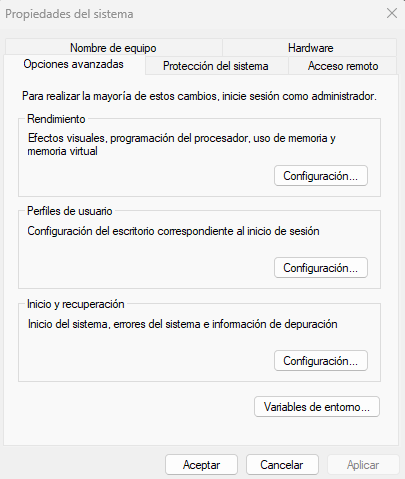 Propiedades del sistema
Nombre de equipo
Hardware
Opciones avanzadas
Protección del sistema
Acceso remoto
Para realizar la mayoría de estos cambios, inicie sesión como administrador.
Rendimiento
Efectos visuales, programación del procesador, uso de memoria y
memoria virtual
Configuración...
Perfiles de usuario
Configuración del escritorio correspondiente al inicio de sesión
Configuración...
Inicio y recuperación
Inicio del sistema, errores del sistema e información de depuración
Configuración...
Variables de entorno...
Aceptar
Cancelar
Aplicar